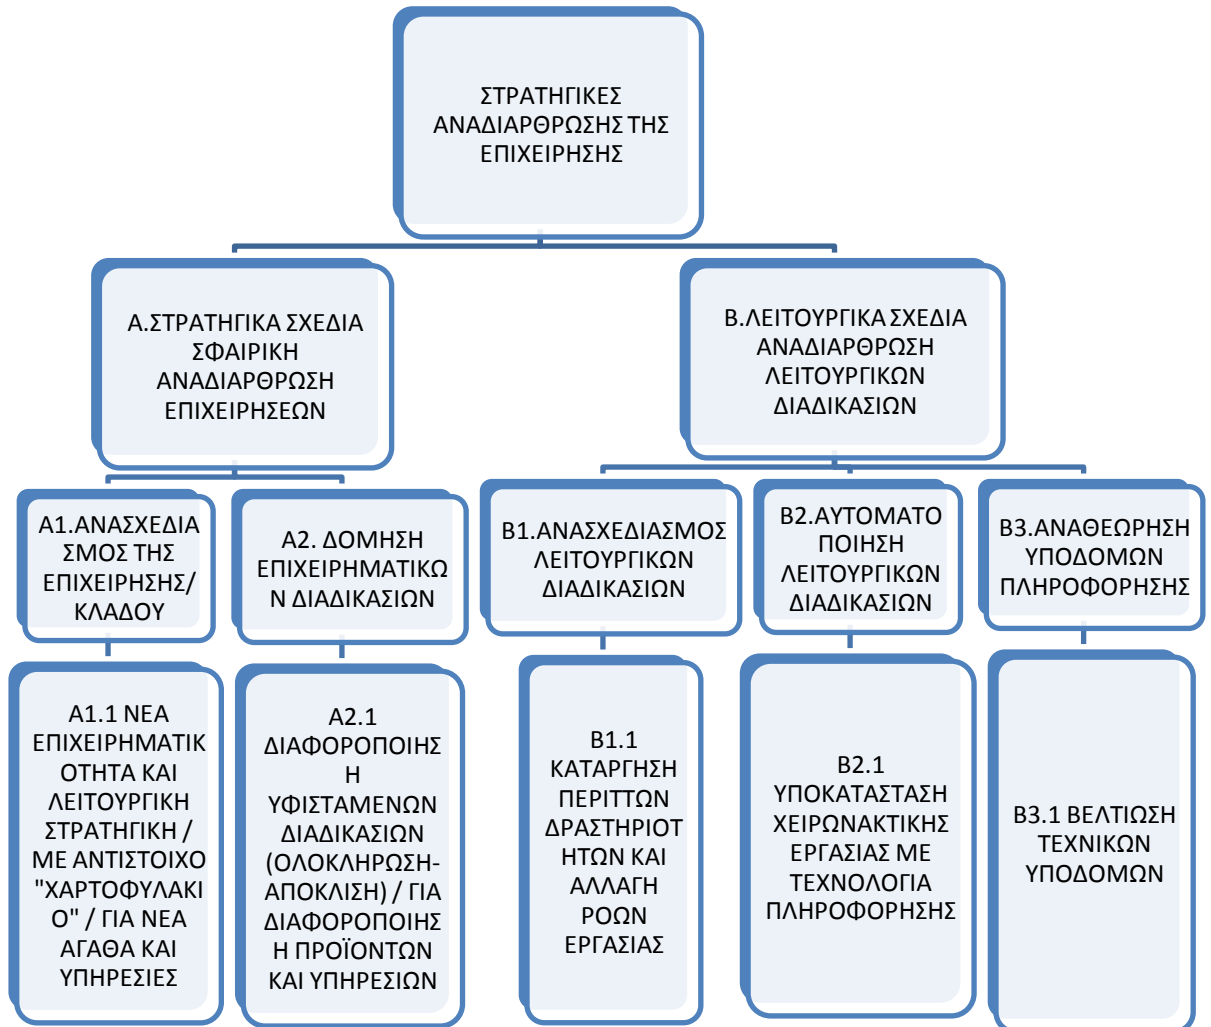 ΣΤΡΑΤΗΓΙΚΕΣ
ΑΝΑΔΙΑΡΘΡΩΣΗΣ ΤΗΣ
ΕΠΙΧΕΙΡΗΣΗΣ
Α.ΣΤΡΑΤΗΓΙΚΑ ΣΧΕΔΙΑ
ΣΦΑΙΡΙΚΗ
ΑΝΑΔΙΑΡΘΡΩΣΗ
ΕΠΙΧΕΙΡΗΣΕΩΝ
Β.ΛΕΙΤΟΥΡΓΙΚΑ ΣΧΕΔΙΑ
ΑΝΑΔΙΑΡΘΡΩΣΗ
ΛΕΙΤΟΥΡΓΙΚΩΝ
ΔΙΑΔΙΚΑΣΙΩΝ
Α1.ΑΝΑΣΧΕΔΙΑ
ΣΜΟΣ ΤΗΣ
ΕΠΙΧΕΙΡΗΣΗΣ/
ΚΛΑΔΟΥ
Α2. ΔΟΜΗΣΗ
ΕΠΙΧΕΙΡΗΜΑΤΙΚΩ
Ν ΔΙΑΔΙΚΑΣΙΩΝ
Β1.ΑΝΑΣΧΕΔΙΑΣΜΟΣ
ΛΕΙΤΟΥΡΓΙΚΩΝ
ΔΙΑΔΙΚΑΣΙΩΝ
Β2.ΑΥΤΟΜΑΤΟ
ΠΟΙΗΣΗ
ΛΕΙΤΟΥΡΓΙΚΩΝ
ΔΙΑΔΙΚΑΣΙΩΝ
Β3.ΑΝΑΘΕΩΡΗΣΗ
ΥΠΟΔΟΜΩΝ
ΠΛΗΡΟΦΟΡΗΣΗΣ
Α1.1 ΝΕΑ
ΕΠΙΧΕΙΡΗΜΑΤΙΚ
ΟΤΗΤΑ ΚΑΙ
ΛΕΙΤΟΥΡΓΙΚΗ
ΣΤΡΑΤΗΓΙΚΗ /
ΜΕ ΑΝΤΙΣΤΟΙΧΟ
"ΧΑΡΤΟΦΥΛΑΚΙ
Ο" / ΓΙΑ ΝΕΑ
ΑΓΑΘΑ ΚΑΙ
ΥΠΗΡΕΣΙΕΣ
Α2.1
ΔΙΑΦΟΡΟΠΟΙΗΣ
Η
ΥΦΙΣΤΑΜΕΝΩΝ
ΔΙΑΔΙΚΑΣΙΩΝ
(ΟΛΟΚΛΗΡΩΣΗ-
ΑΠΟΚΛΙΣΗ) / ΓΙΑ
ΔΙΑΦΟΡΟΠΟΙΗΣ
Η ΠΡΟΪΟΝΤΩΝ
ΚΑΙ ΥΠΗΡΕΣΙΩΝ
Β1.1
ΚΑΤΑΡΓΗΣΗ
ΠΕΡΙΤΤΩΝ
ΔΡΑΣΤΗΡΙΟΤ
ΗΤΩΝ ΚΑΙ
ΑΛΛΑΓΗ
ΡΟΩΝ
ΕΡΓΑΣΙΑΣ
Β2.1
ΥΠΟΚΑΤΑΣΤΑΣΗ
ΧΕΙΡΩΝΑΚΤΙΚΗΣ
ΕΡΓΑΣΙΑΣ ΜΕ
ΤΕΧΝΟΛΟΓΙΑ
ΠΛΗΡΟΦΟΡΗΣΗΣ
Β3.1 ΒΕΛΤΙΩΣΗ
ΤΕΧΝΙΚΩΝ
ΥΠΟΔΟΜΩΝ